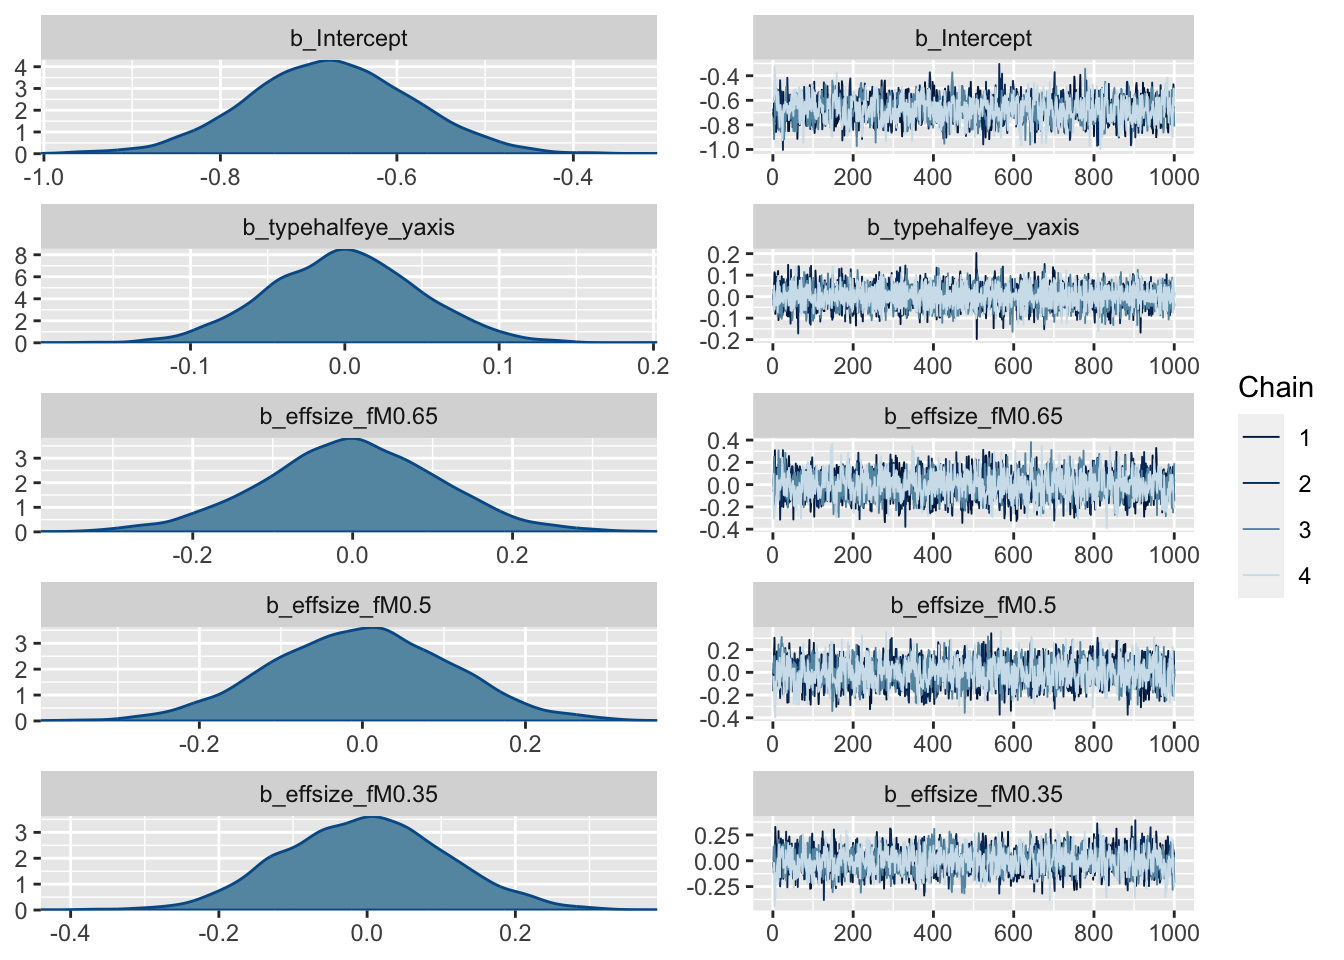 b_Intercept
4
3
2
1
0
-1.0 -0.8 -0.6 -0.4
b_Intercept
-0.4
-0.6
-0.8
-1.0
0 200 400 600 800 1000
b_typehalfeye_yaxis
8
6
4
2
0
-0.1 0.0 0.1 0.2
b_typehalfeye_yaxis
0.2
0.1
0.0
-0.1
-0.2
0 200 400 600 800 1000
b_effsize_fM0.65
3
2
1
0
-0.2 0.0 0.2
b_effsize_fM0.65
0.4
0.2
0.0
-0.2
-0.4
0 200 400 600 800 1000
b_effsize_fM0.5
3
2
1
0
-0.2 0.0 0.2
b_effsize_fM0.5
0.2
0.0
-0.2
-0.4
0 200 400 600 800 1000
b_effsize_fM0.35
3
2
1
0
-0.4 -0.2 0.0 0.2
b_effsize_fM0.35
0.25
0.00
-0.25
0 200 400 600 800 1000
Chain
1
2
3
4